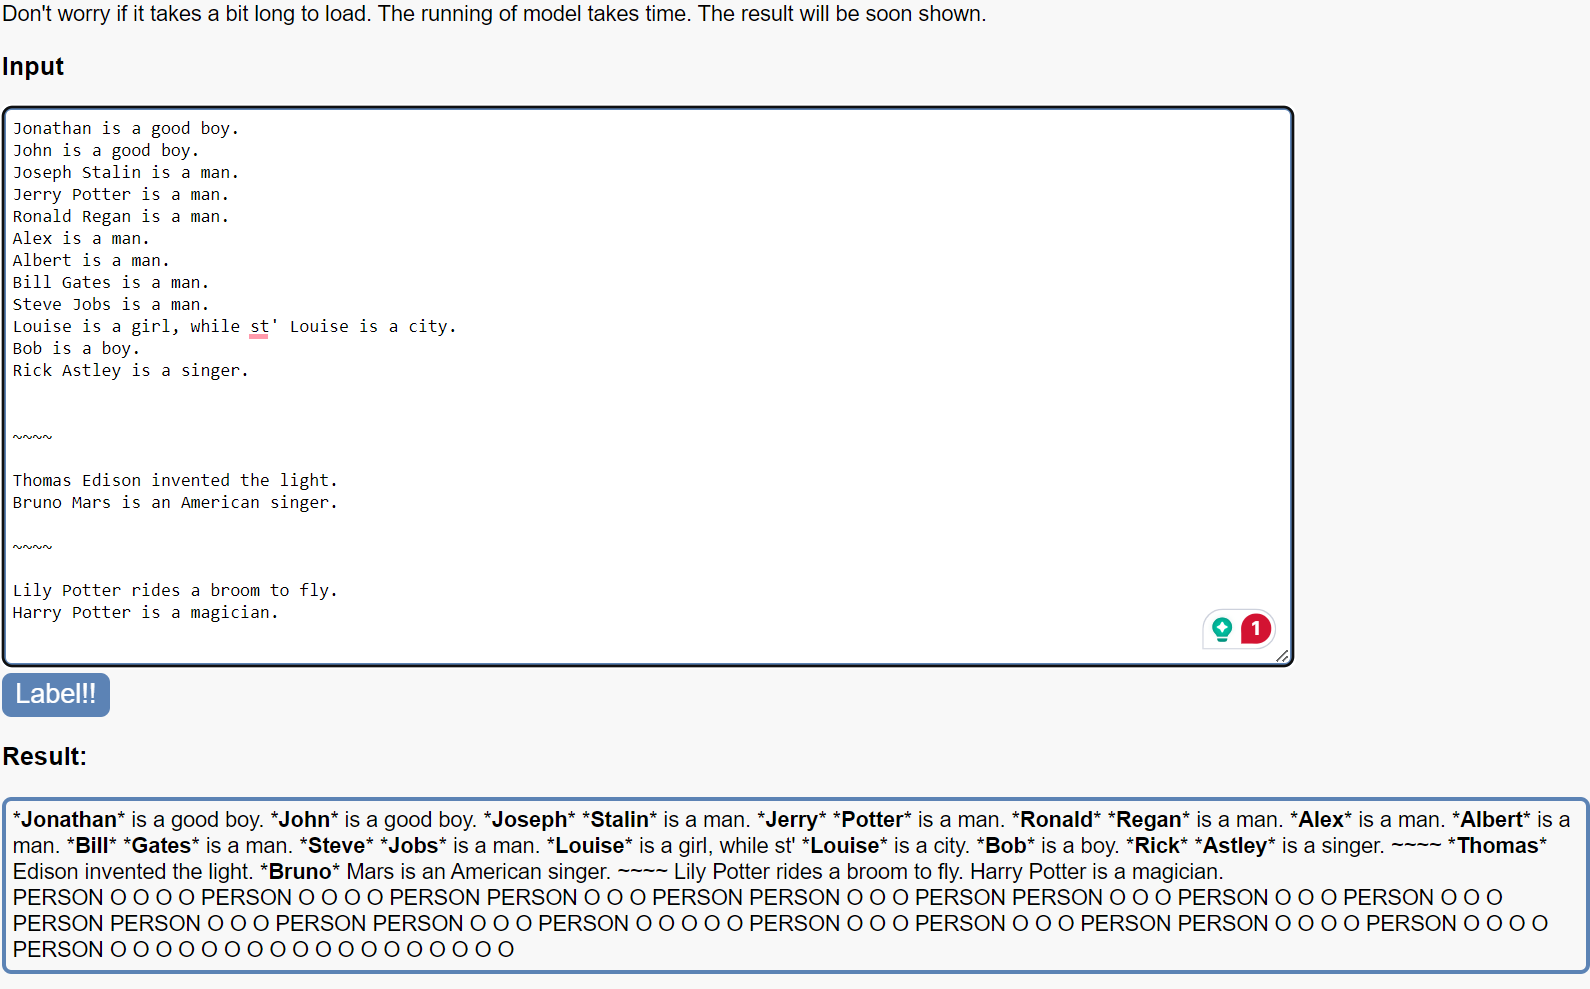 Don't worry if it takes a bit long to load. The running of model takes time. The result will be soon shown.
Input
Jonathan is a good boy.
John is a good boy.
Joseph Stalin is a man.
Jerry Potter is a man.
Ronald Regan is a man.
Alex is a man.
Albert is a man.
Bill Gates is a man.
Steve Jobs is a man.
Louise is a girl, while st' Louise is a city.
Bob is a boy.
Rick Astley is a singer.
~~~~
Thomas Edison invented the light.
Bruno Mars is an American singer.
~~~~
Lily Potter rides a broom to fly.
Harry Potter is a magician.
1
Label!!
Result:
*Jonathan* is a good boy. *John* is a good boy. *Joseph* *Stalin* is a man. *Jerry* *Potter* is a man. *Ronald* *Regan* is a man. *Alex* is a man. *Albert* is a
man. *Bill* *Gates* is a man. *Steve* *Jobs* is a man. *Louise* is a girl, while st' *Louise* is a city. *Bob* is a boy. *Rick* *Astley* is a singer. ~~~~ *Thomas*
Edison invented the light. *Bruno* Mars is an American singer. ~~~~ Lily Potter rides a broom to fly. Harry Potter is a magician.
PERSON O O O O PERSON O O O O PERSON PERSON O O O PERSON PERSON O O O PERSON PERSON O O O PERSON O O O PERSON O O O
PERSON PERSON O O O PERSON PERSON O O O PERSON O O O O O PERSON O O O PERSON O O O PERSON PERSON O O O O PERSON O O O O
PERSON O O O O O O O O O O O O O O O O O O